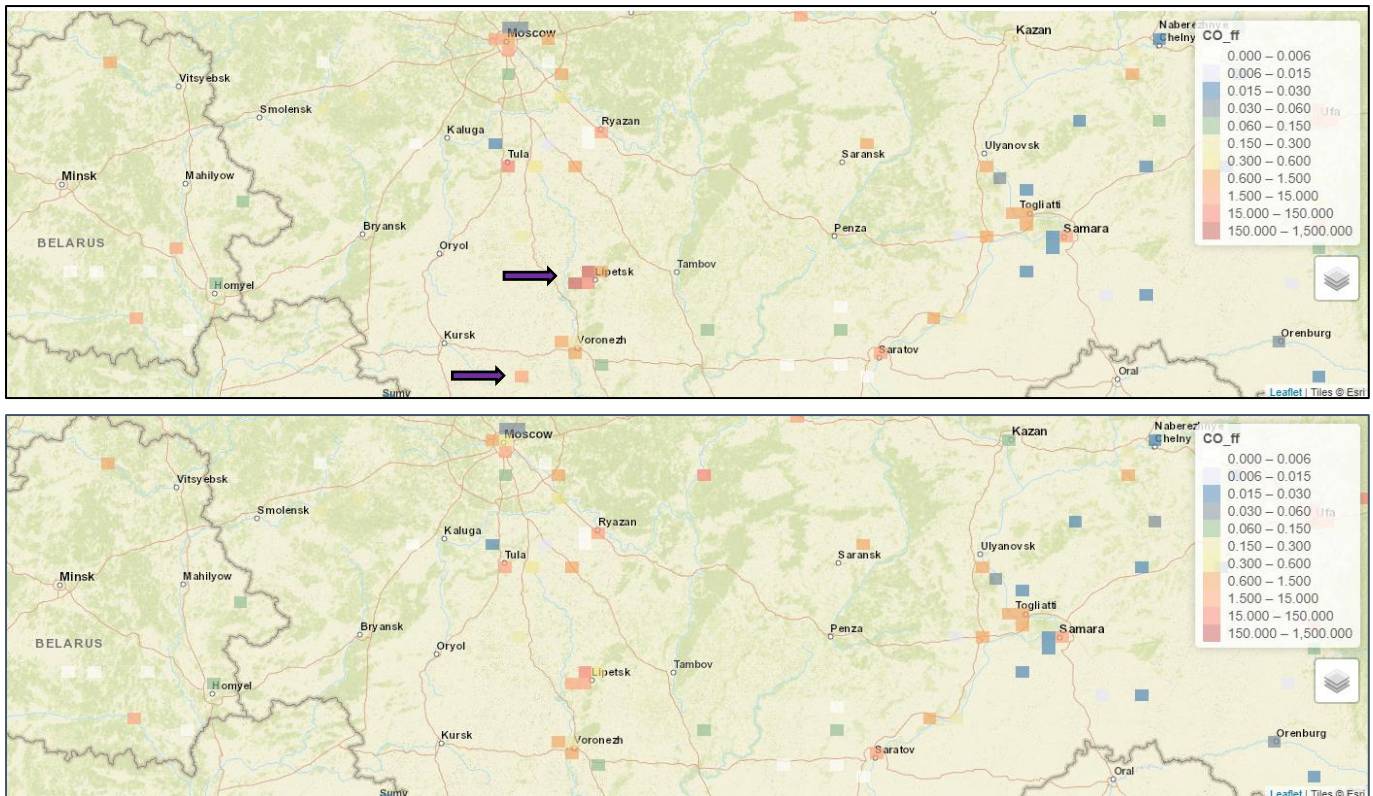 Moscow
Kazan
Naberezhnye
Chelny
CO_ff
0.000 – 0.006
0.006 – 0.015
0.015 – 0.030
0.030 – 0.060
0.060 – 0.150
0.150 – 0.300
0.300 – 0.600
0.600 – 1.500
1.500 – 15.000
15.000 – 150.000
150.000 – 1,500.000
Ufa
Vitsyebsk
Smolensk
Kaluga
Ryazan
Tula
Saransk
Ulyanovsk
Minsk
Mahilyow
Togliatti
Bryansk
Penza
Samara
BELARUS
Oryol
Lipetsk
Tambov
Homyel
Kursk
Voronezh
Saratov
Orenburg
Oral
Sumy
Leaflet | Tiles © Esri
Moscow
Kazan
Naberezhnye
Chelny
CO_ff
0.000 – 0.006
0.006 – 0.015
0.015 – 0.030
0.030 – 0.060
0.060 – 0.150
0.150 – 0.300
0.300 – 0.600
0.600 – 1.500
1.500 – 15.000
15.000 – 150.000
150.000 – 1,500.000
Ufa
Vitsyebsk
Smolensk
Kaluga
Ryazan
Tula
Saransk
Ulyanovsk
Minsk
Mahilyow
Togliatti
Bryansk
Penza
Samara
BELARUS
Oryol
Lipetsk
Tambov
Homyel
Kursk
Voronezh
Saratov
Orenburg
Oral
Sumy
Leaflet | Tiles © Esri